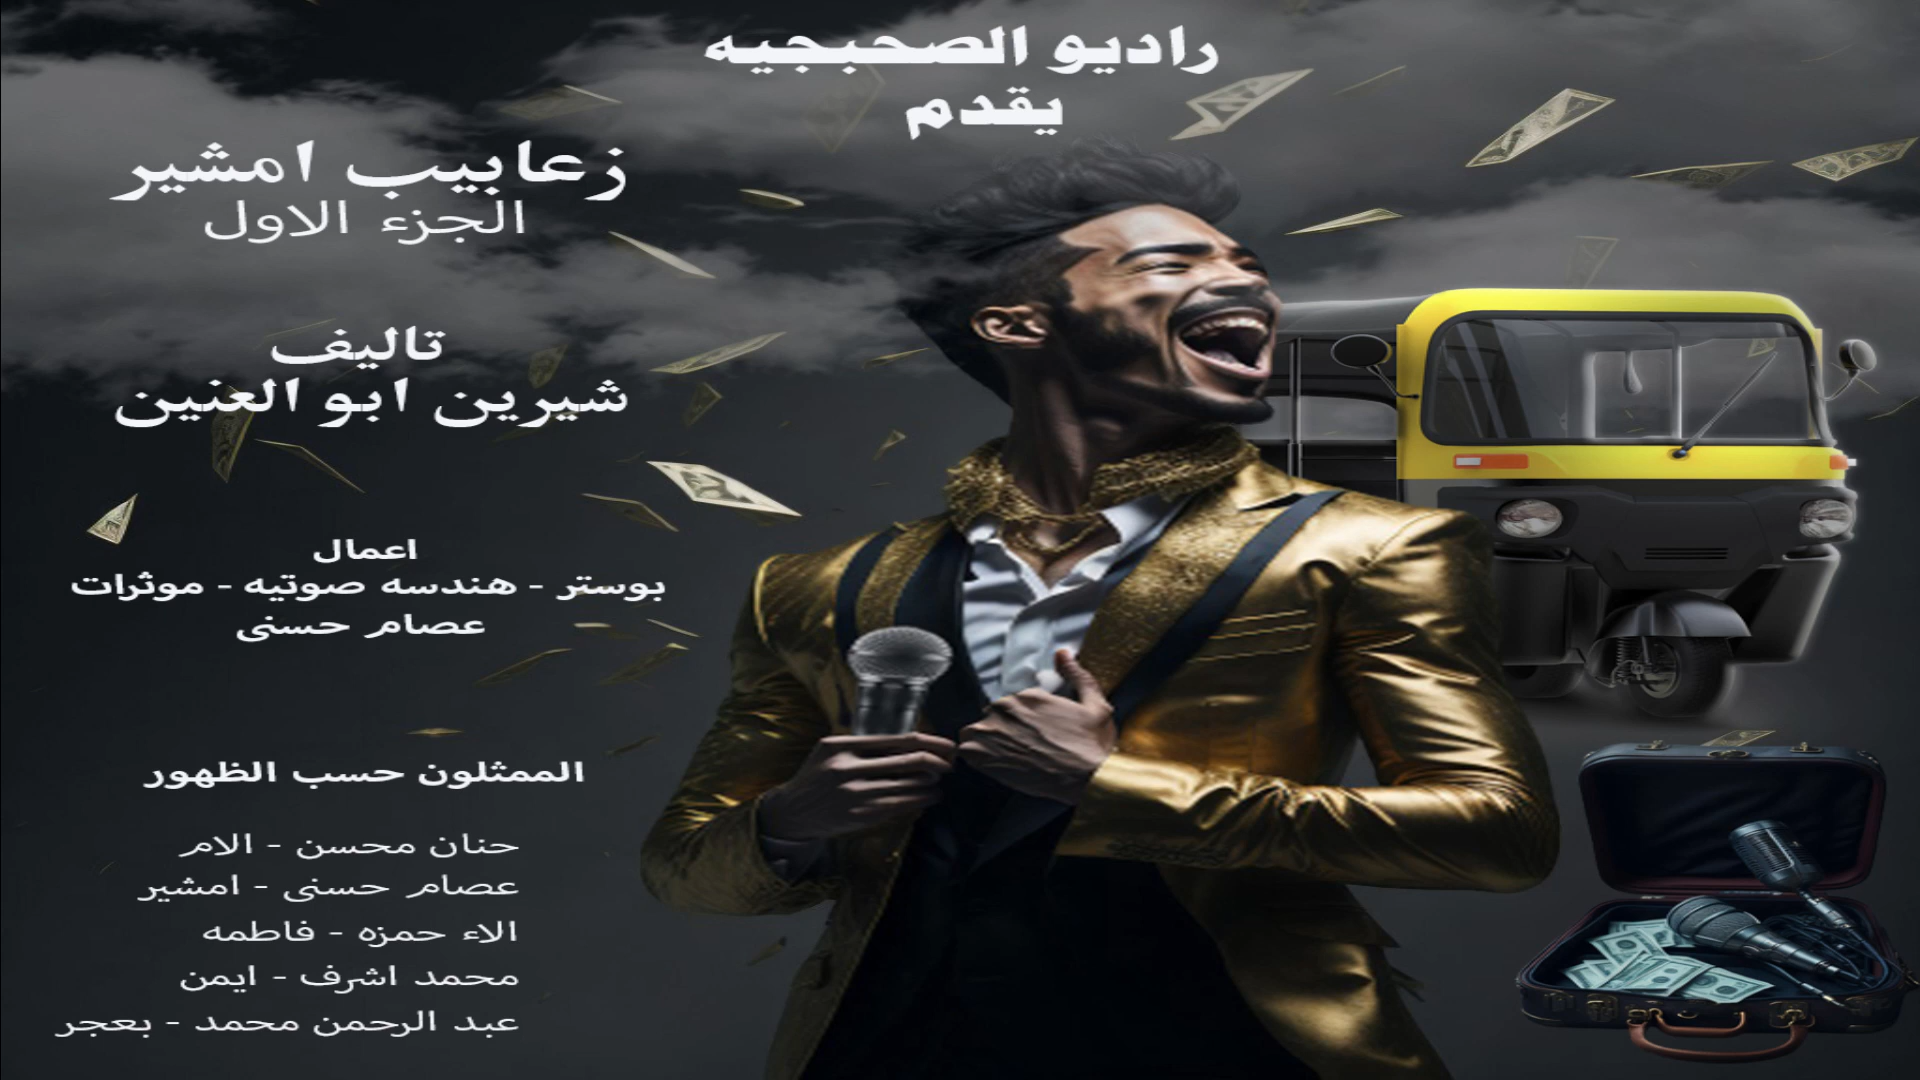 راديو الصحبجيه
يقدم
زعابيب امشير
الجزء الاول
تاليف
شيرين ابو العنين
اعمال
بوستر - هندسه صوتيه - موثرات
عصام حسنى
الممثلون حسب الظهور
حنان محسن - الام
عصام حسنى - امشير
الاء حمزه - فاطمه
محمد اشرف - ايمن
عبد الرحمن محمد - بعجر